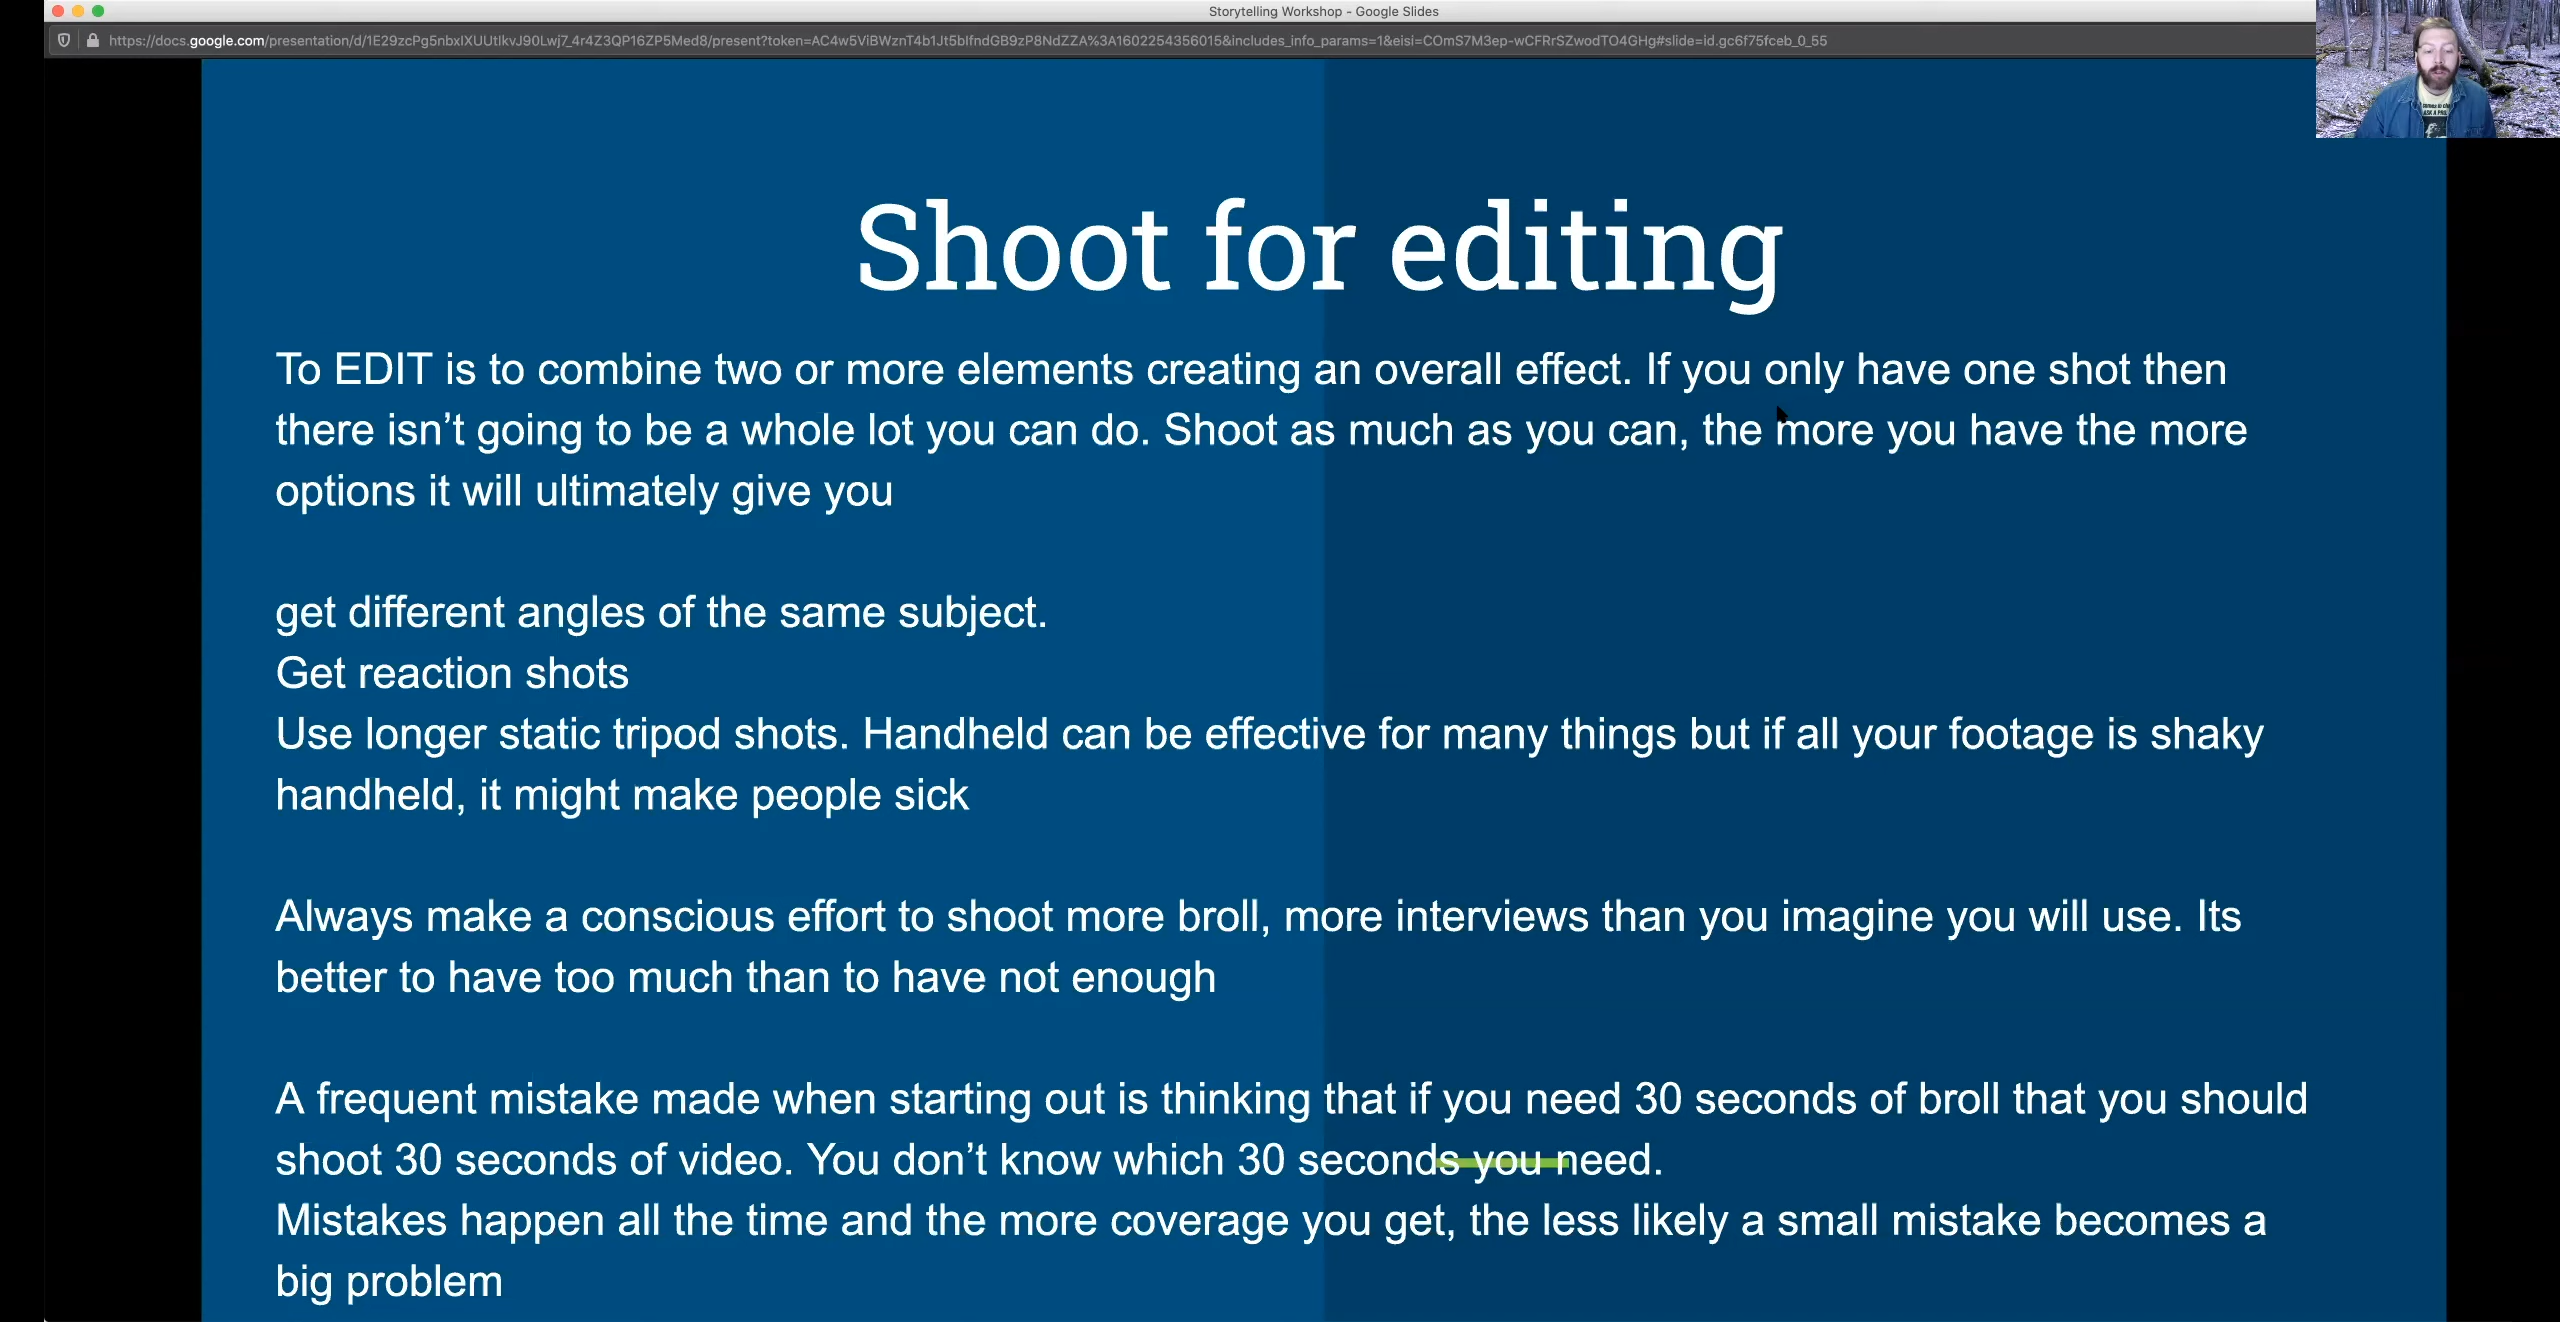 Storytelling Workshop - Google Slides
Shoot for editing
To EDIT is to combine two or more elements creating an overall effect. If you only have one shot then
there isn’t going to be a whole lot you can do. Shoot as much as you can, the more you have the more
options it will ultimately give you
get different angles of the same subject.
Get reaction shots
Use longer static tripod shots. Handheld can be effective for many things but if all your footage is shaky
handheld, it might make people sick
Always make a conscious effort to shoot more broll, more interviews than you imagine you will use. Its
better to have too much than to have not enough
A frequent mistake made when starting out is thinking that if you need 30 seconds of broll that you should
shoot 30 seconds of video. You don’t know which 30 seconds you need.
Mistakes happen all the time and the more coverage you get, the less likely a small mistake becomes a
big problem